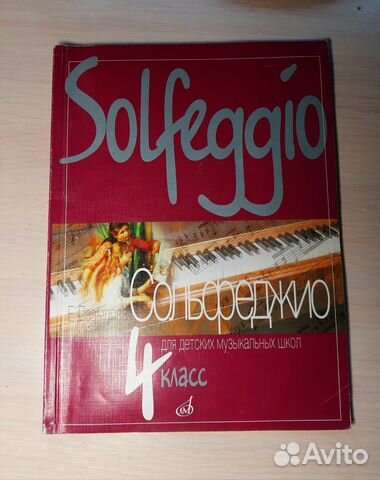 Solfeggio
Сольфеджио
для детских музыкальных школ
4 класс
Avito